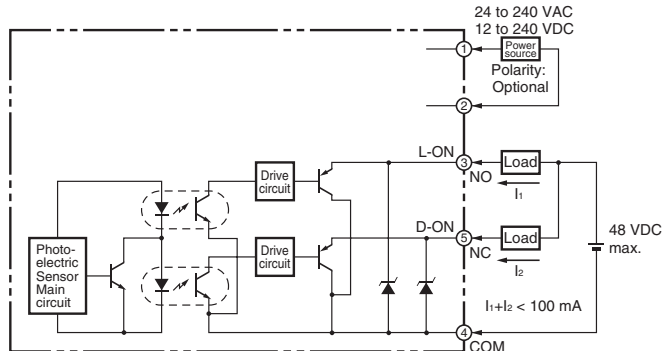 24 to 240 VAC
12 to 240 VDC
1
Power
source
Polarity:
Optional
2
L-ON
3
NO
Load
I1
Drive
circuit
D-ON
5
NC
Load
I2
Drive
circuit
48 VDC
max.
Photo-
electric
Sensor
Main
circuit
I1+I2 < 100 mA
4
COM